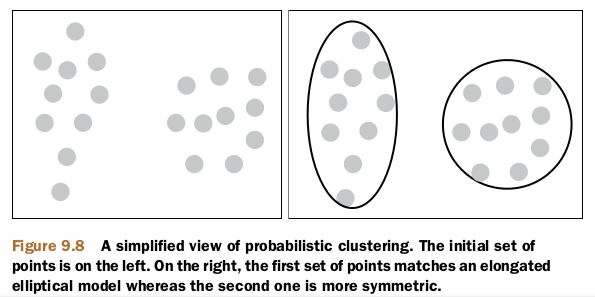 Figure 9.8 A simplified view of probabilistic clustering. The initial set of
points is on the left. On the right, the first set of points matches an elongated
elliptical model whereas the second one is more symmetric.